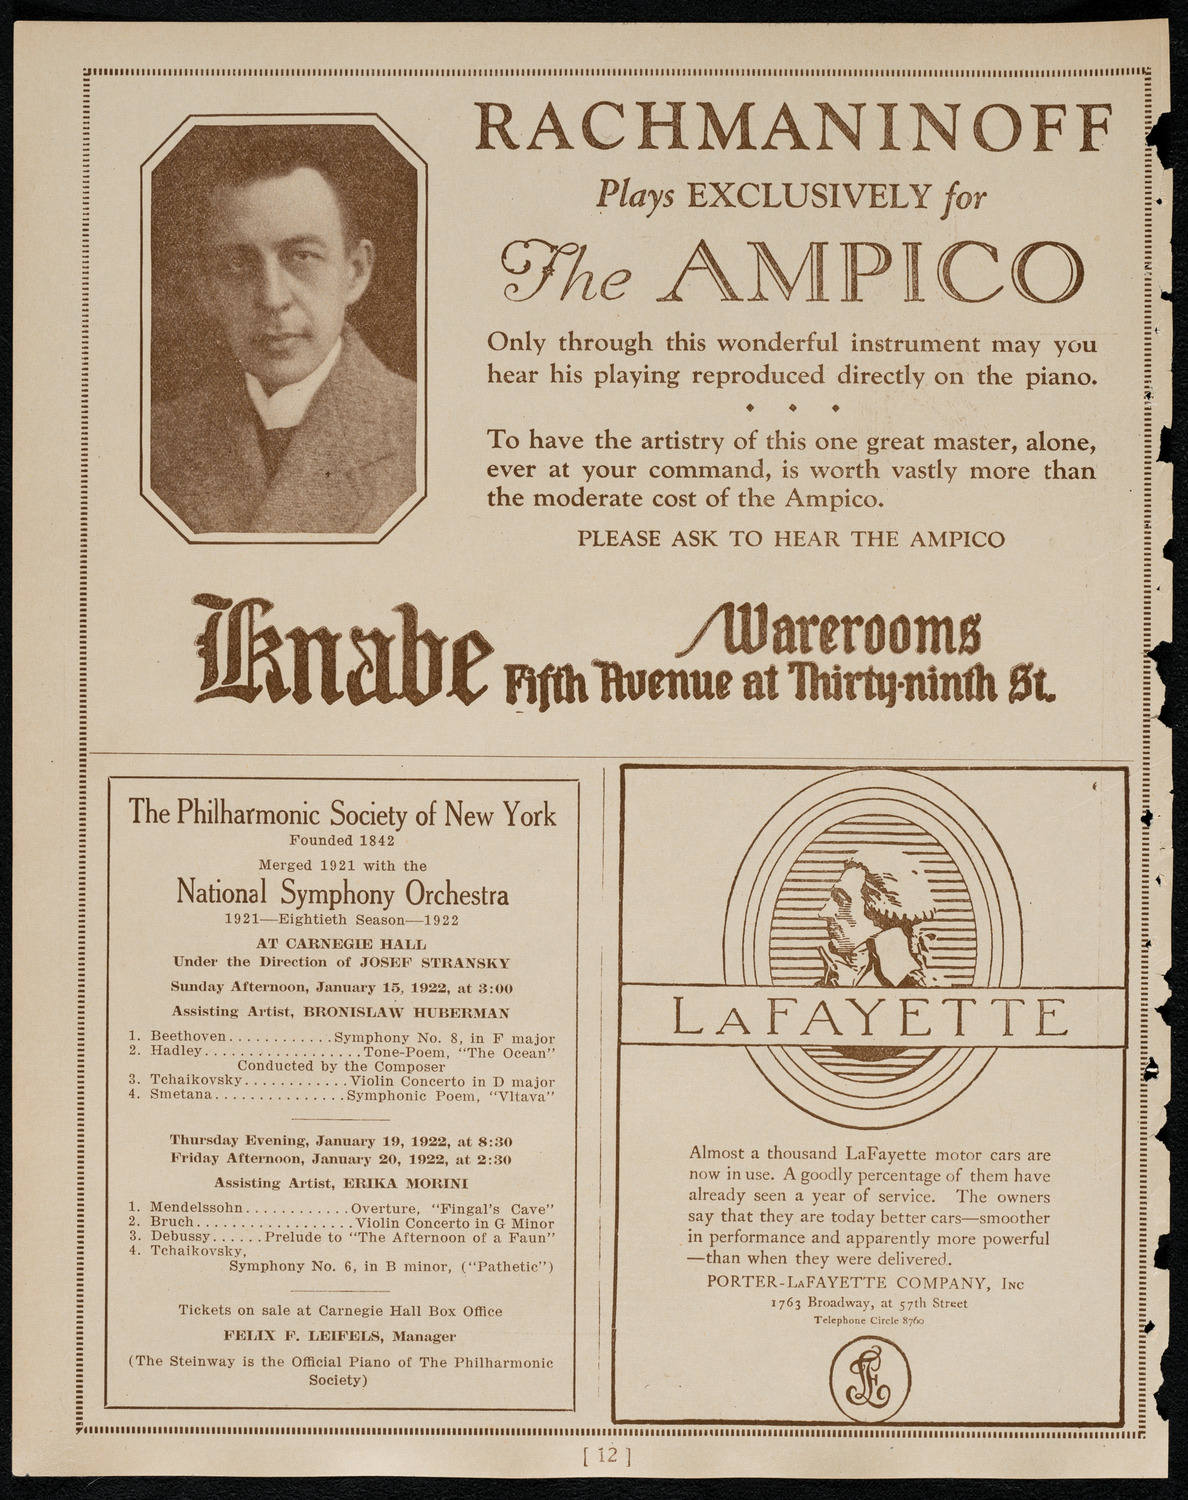 RACHMANINOFF
Plays EXCLUSIVELY for
The AMPICO
Only through this wonderful instrument may you
hear his playing reproduced directly on the piano.
To have the artistry of this one great master, alone,
ever at your command, is worth vastly more than
the moderate cost of the Ampico.
PLEASE ASK TO HEAR THE AMPICO
Knabe Warerooms
Fifth Avenue at Thirty-ninth St.
The Philharmonic Society of New York
Founded 1842
Merged 1921 with the
National Symphony Orchestra
1921—Eightieth Season—1922
AT CARNEGIE HALL
Under the Direction of JOSEF STRANSKY
Sunday Afternoon, January 15, 1922, at 3:00
Assisting Artist, BRONISLAW HUBERMAN
1. Beethoven............Symphony No. 8, in F major
2. Hadley.................Tone-Poem, “The Ocean”
Conducted by the Composer
3. Tchaikovsky............Violin Concerto in D major
4. Smetana...............Symphonic Poem, “Vltava”
Thursday Evening, January 19, 1922, at 8:30
Friday Afternoon, January 20, 1922, at 2:30
Assisting Artist, ERIKA MORINI
1. Mendelssohn............Overture, “Fingal’s Cave”
2. Bruch..................Violin Concerto in G Minor
3. Debussy......Prelude to “The Afternoon of a Faun”
4. Tchaikovsky,
Symphony No. 6, in B minor, (“Pathetic”)
Tickets on sale at Carnegie Hall Box Office
FELIX F. LEIFELS, Manager
(The Steinway is the Official Piano of The Philharmonic
Society)
LAFAYETTE
Almost a thousand LaFayette motor cars are
now in use. A goodly percentage of them have
already seen a year of service. The owners
say that they are today better cars—smoother
in performance and apparently more powerful
—than when they were delivered.
PORTER-LAFAYETTE COMPANY, INC
1763 Broadway, at 57th Street
Telephone Circle 8760
LF
[ 12 ]